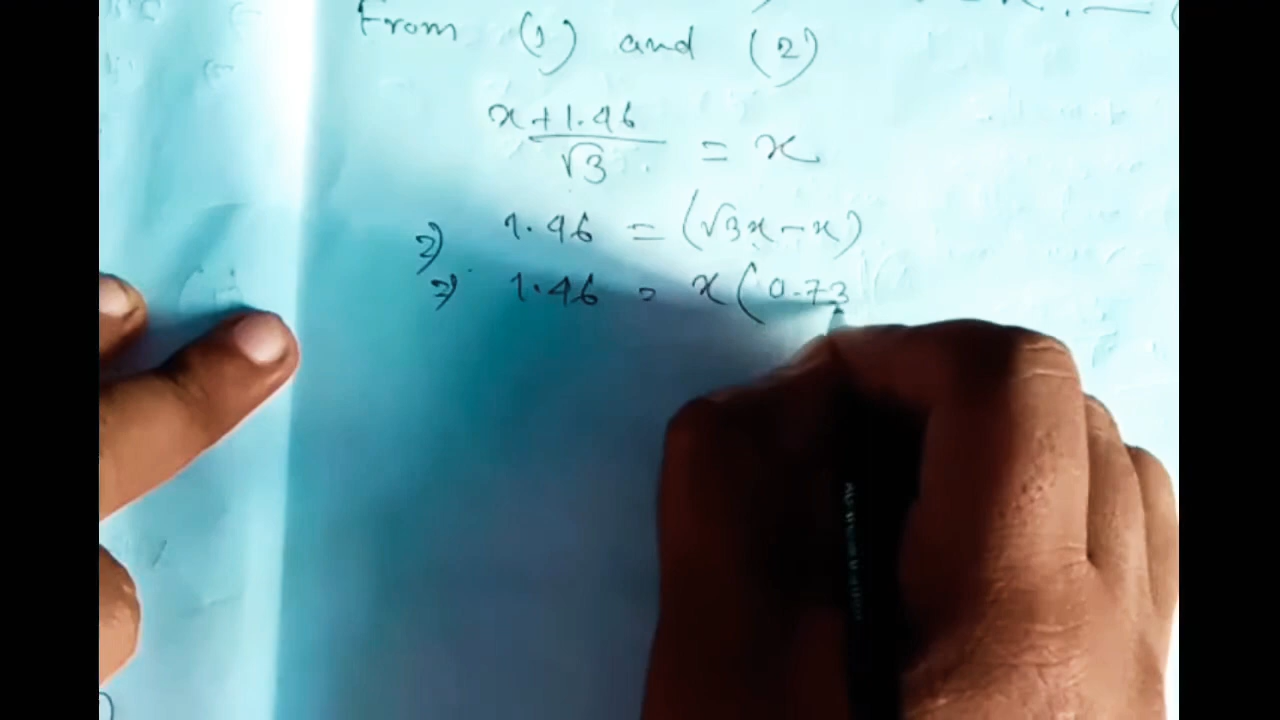 From (1) and (2)
x+1.46
√3
= x
⇒ 1.46 = (√3x-x)
⇒ 1.46 = x(0.73